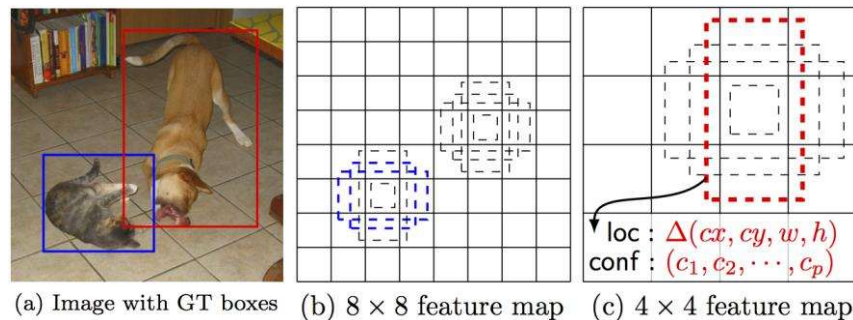 loc : Δ(cx, cy, w, h)
conf : (c₁, c₂, ⋯ , cₚ)
(a) Image with GT boxes
(b) 8 × 8 feature map
(c) 4 × 4 feature map